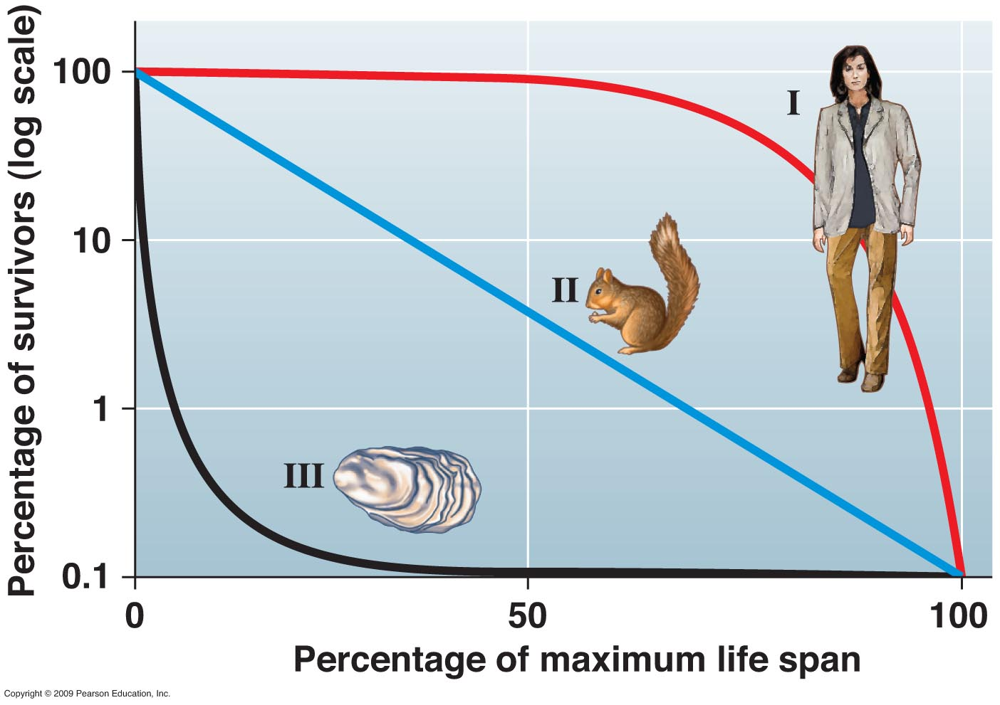 Percentage of survivors (log scale)
100
10
1
0.1
I
II
III
0
50
100
Percentage of maximum life span
Copyright © 2009 Pearson Education, Inc.